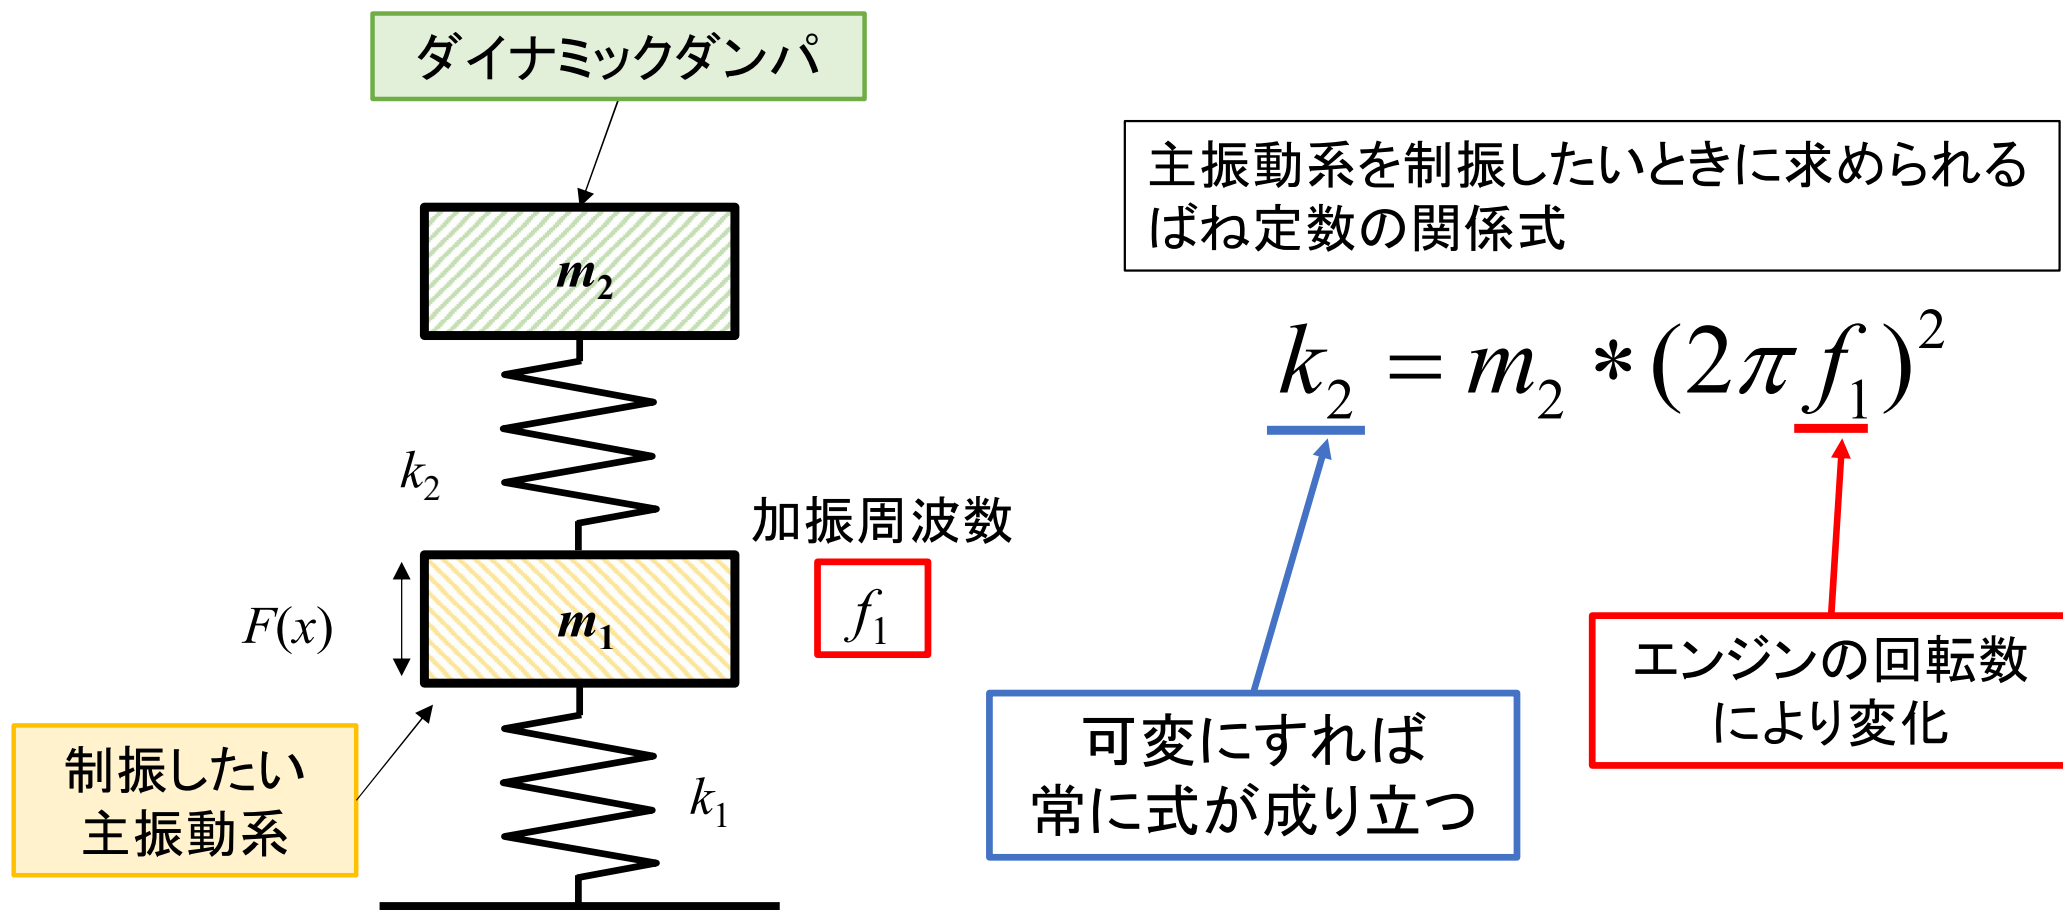 ダイナミックダンパ
m₂
k₂
加振周波数
f₁
F(x)
m₁
制振したい
主振動系
k₁
主振動系を制振したいときに求められる
ばね定数の関係式
k₂ = m₂ * (2π f₁)²
エンジンの回転数
により変化
可変にすれば
常に式が成り立つ